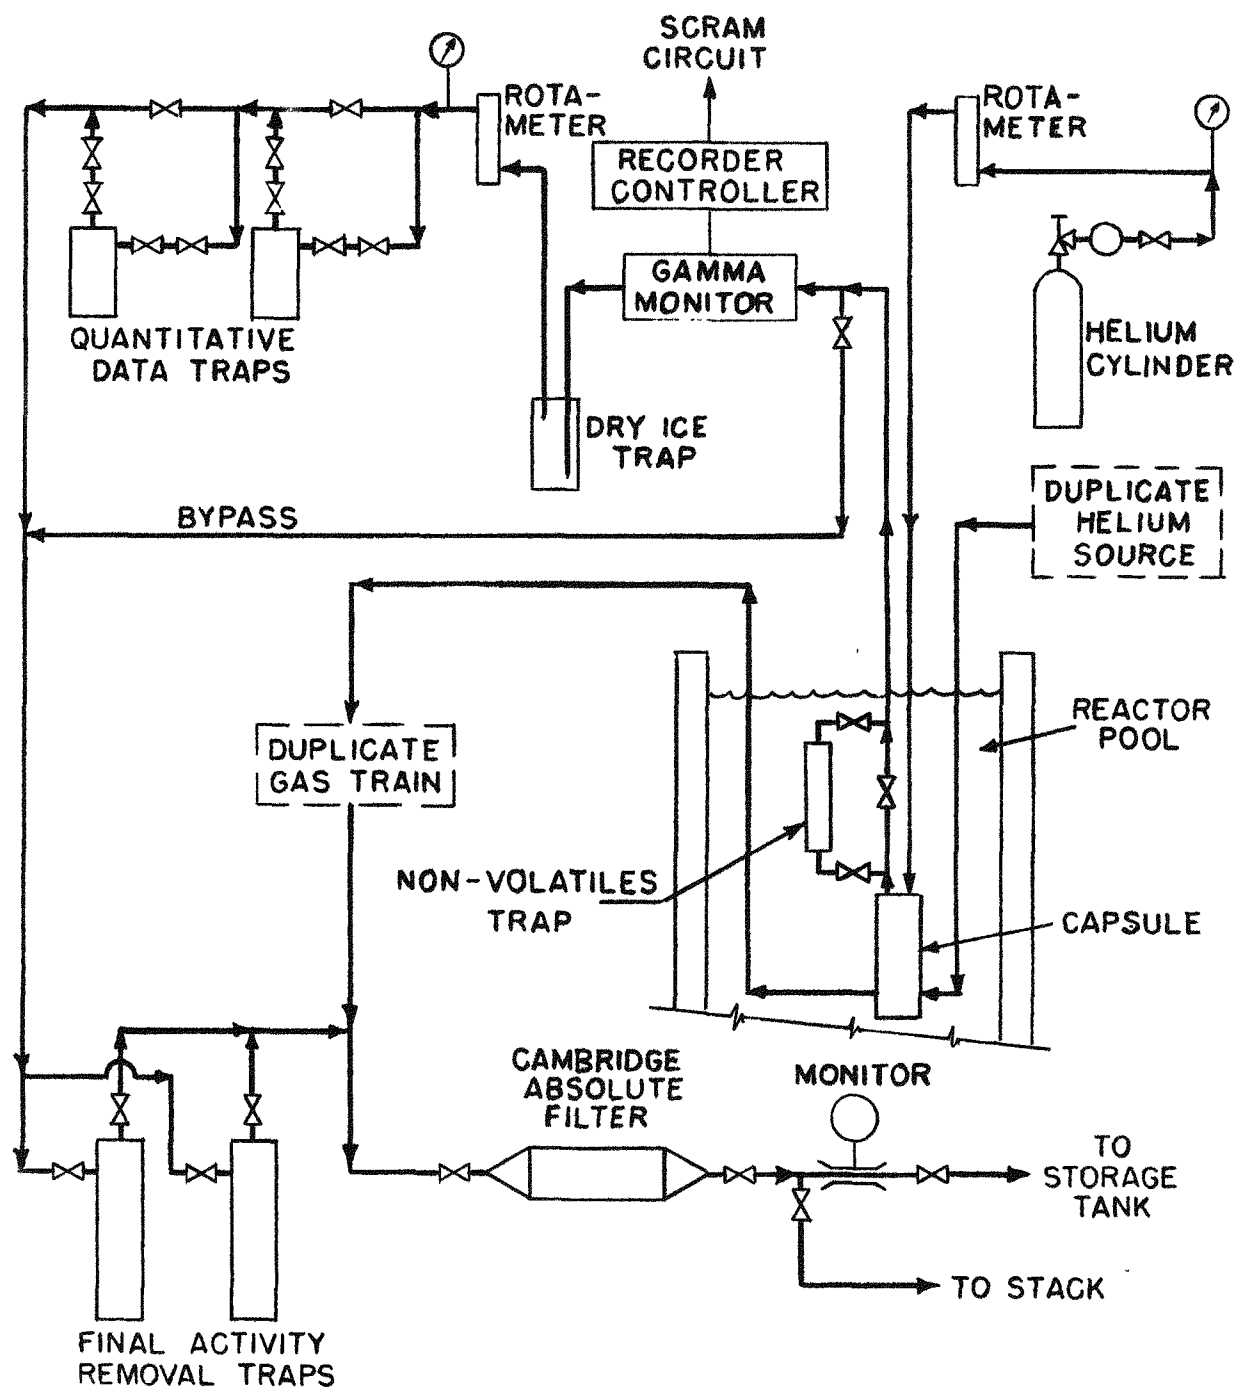 SCRAM
CIRCUIT
ROTA-
METER
RECORDER
CONTROLLER
ROTA-
METER
GAMMA
MONITOR
QUANTITATIVE
DATA TRAPS
HELIUM
CYLINDER
DRY ICE
TRAP
BYPASS
DUPLICATE
HELIUM
SOURCE
REACTOR
POOL
DUPLICATE
GAS TRAIN
NON-VOLATILES
TRAP
CAPSULE
CAMBRIDGE
ABSOLUTE
FILTER
MONITOR
TO
STORAGE
TANK
TO STACK
FINAL ACTIVITY
REMOVAL TRAPS